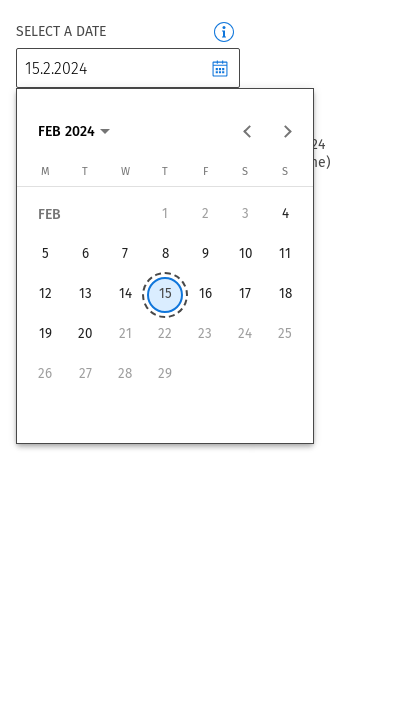 SELECT A DATE
15.2.2024
FEB 2024
M T W T F S S
FEB 1 2 3 4
5 6 7 8 9 10 11
12 13 14 15 16 17 18
19 20 21 22 23 24 25
26 27 28 29